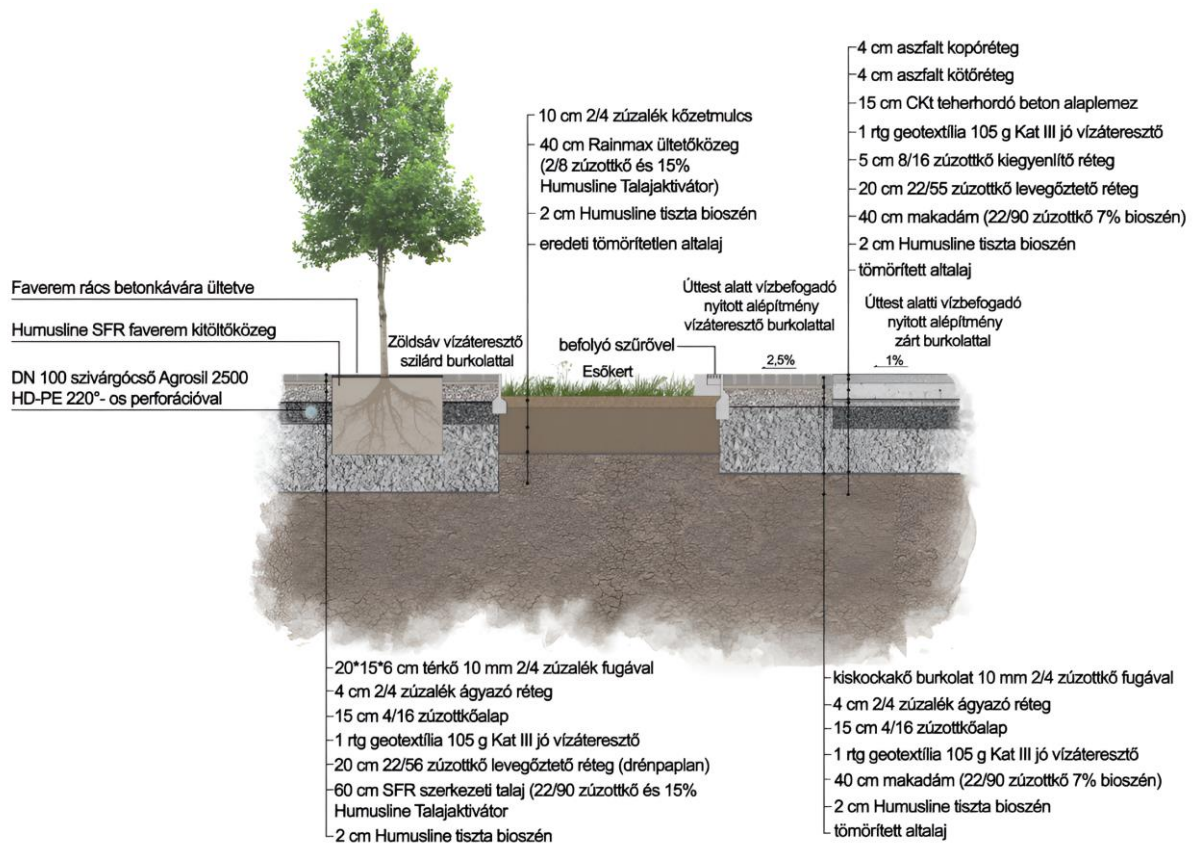 4 cm aszfalt kopóréteg
4 cm aszfalt kötőréteg
15 cm CKt teherhordó beton alaplemez
1 rtg geotextília 105 g Kat III jó vízáteresztő
5 cm 8/16 zúzottkő kiegyenlítő réteg
20 cm 22/55 zúzottkő levegőztető réteg
40 cm makadám (22/90 zúzottkő 7% bioszén)
2 cm Humusline tiszta bioszén
tömörített altalaj
10 cm 2/4 zúzalék kőzetmulcs
40 cm Rainmax ültetőközeg
(2/8 zúzottkő és 15%
Humusline Talajaktivátor)
2 cm Humusline tiszta bioszén
eredeti tömörítetlen altalaj
Faverem rács betonkávára ültetve
Humusline SFR faverem kitöltőközeg
DN 100 szivárgócső Agrosil 2500
HD-PE 220°- os perforációval
Zöldsáv vízáteresztő
szilárd burkolattal
befolyó szűrővel
Esőkert
Úttest alatt vízbefogadó
nyitott alépítmény
vízáteresztő burkolattal
2,5%
Úttest alatti vízbefogadó
nyitott alépítmény
zárt burkolattal
1%
20*15*6 cm térkő 10 mm 2/4 zúzalék fugával
4 cm 2/4 zúzalék ágyazó réteg
15 cm 4/16 zúzottkőalap
1 rtg geotextília 105 g Kat III jó vízáteresztő
20 cm 22/56 zúzottkő levegőztető réteg (drénpaplan)
60 cm SFR szerkezeti talaj (22/90 zúzottkő és 15%
Humusline Talajaktivátor
2 cm Humusline tiszta bioszén
kiskockakő burkolat 10 mm 2/4 zúzottkő fugával
4 cm 2/4 zúzalék ágyazó réteg
15 cm 4/16 zúzottkőalap
1 rtg geotextília 105 g Kat III jó vízáteresztő
40 cm makadám (22/90 zúzottkő 7% bioszén)
2 cm Humusline tiszta bioszén
tömörített altalaj